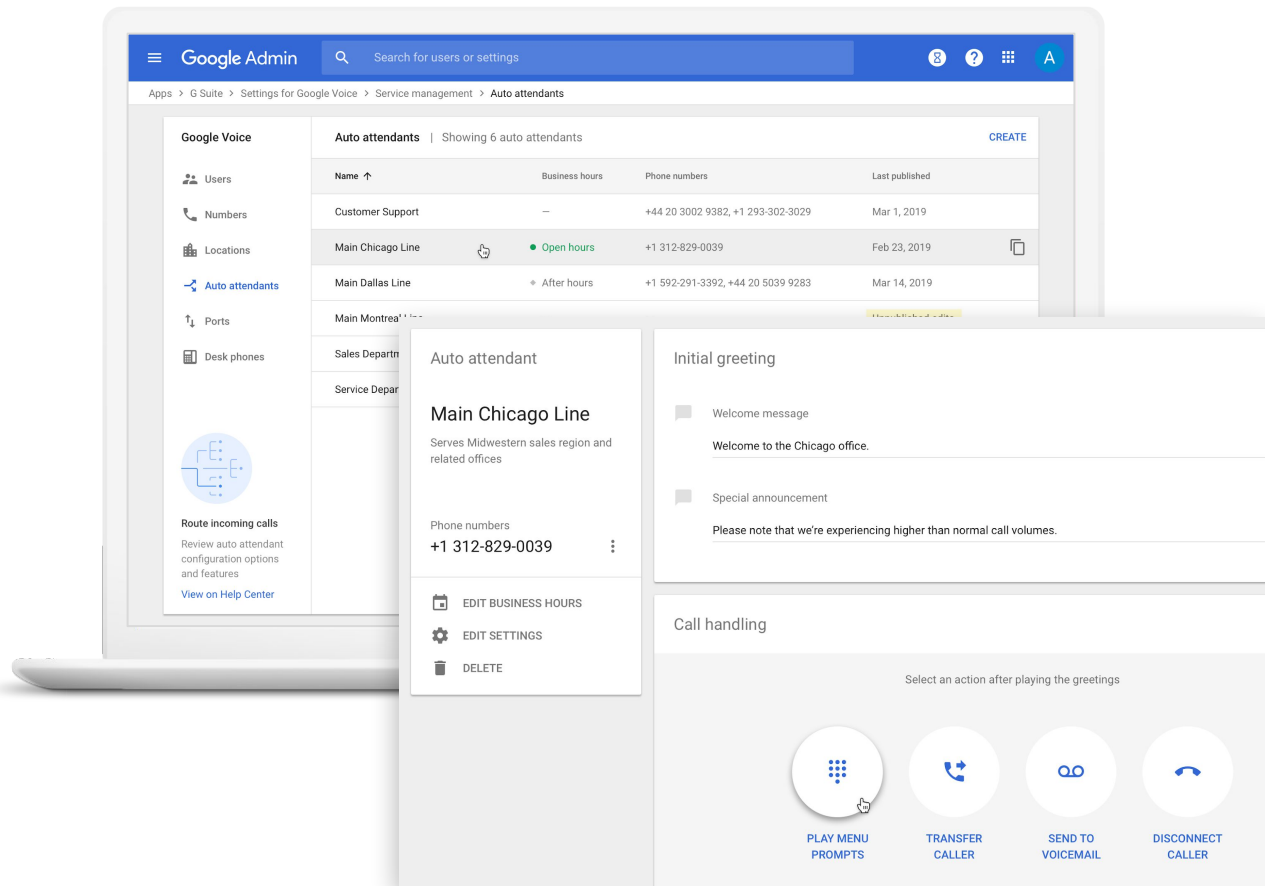 Google Admin
Search for users or settings
A
Apps > G Suite > Settings for Google Voice > Service management > Auto attendants
Google Voice
Users
Numbers
Locations
Auto attendants
Ports
Desk phones
Route incoming calls
Review auto attendant
configuration options
and features
View on Help Center
Auto attendants | Showing 6 auto attendants
CREATE
Name Business hours Phone numbers Last published
Customer Support – +44 20 3002 9382, +1 293-302-3029 Mar 1, 2019
Main Chicago Line Open hours +1 312-829-0039 Feb 23, 2019
Main Dallas Line After hours +1 592-291-3392, +44 20 5039 9283 Mar 14, 2019
Main Montreal
Sales
Service
Auto attendant
Main Chicago Line
Serves Midwestern sales region and
related offices
Phone numbers
+1 312-829-0039
EDIT BUSINESS HOURS
EDIT SETTINGS
DELETE
Initial greeting
Welcome message
Welcome to the Chicago office.
Special announcement
Please note that we're experiencing higher than normal call volumes.
Call handling
Select an action after playing the greetings
PLAY MENU
PROMPTS
TRANSFER
CALLER
SEND TO
VOICEMAIL
DISCONNECT
CALLER